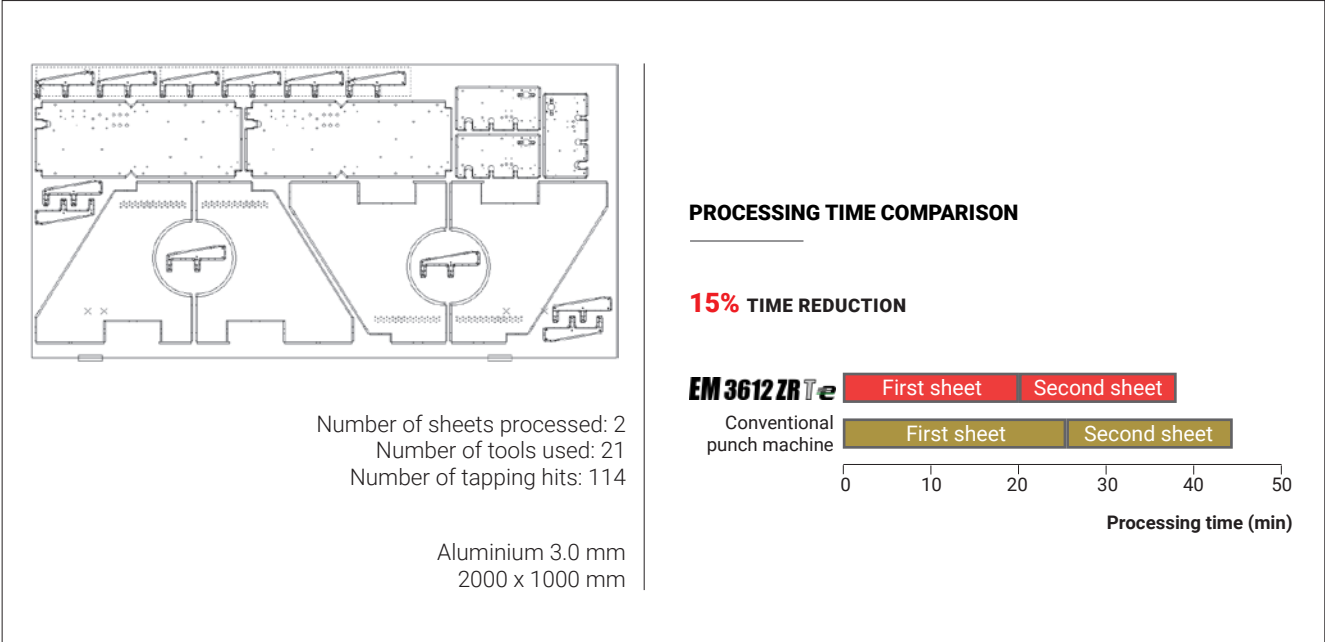 Number of sheets processed: 2
Number of tools used: 21
Number of tapping hits: 114
Aluminium 3.0 mm
2000 x 1000 mm
PROCESSING TIME COMPARISON
15% TIME REDUCTION
EM 3612 ZR T e First sheet Second sheet
Conventional
punch machine
First sheet Second sheet
0 10 20 30 40 50
Processing time (min)